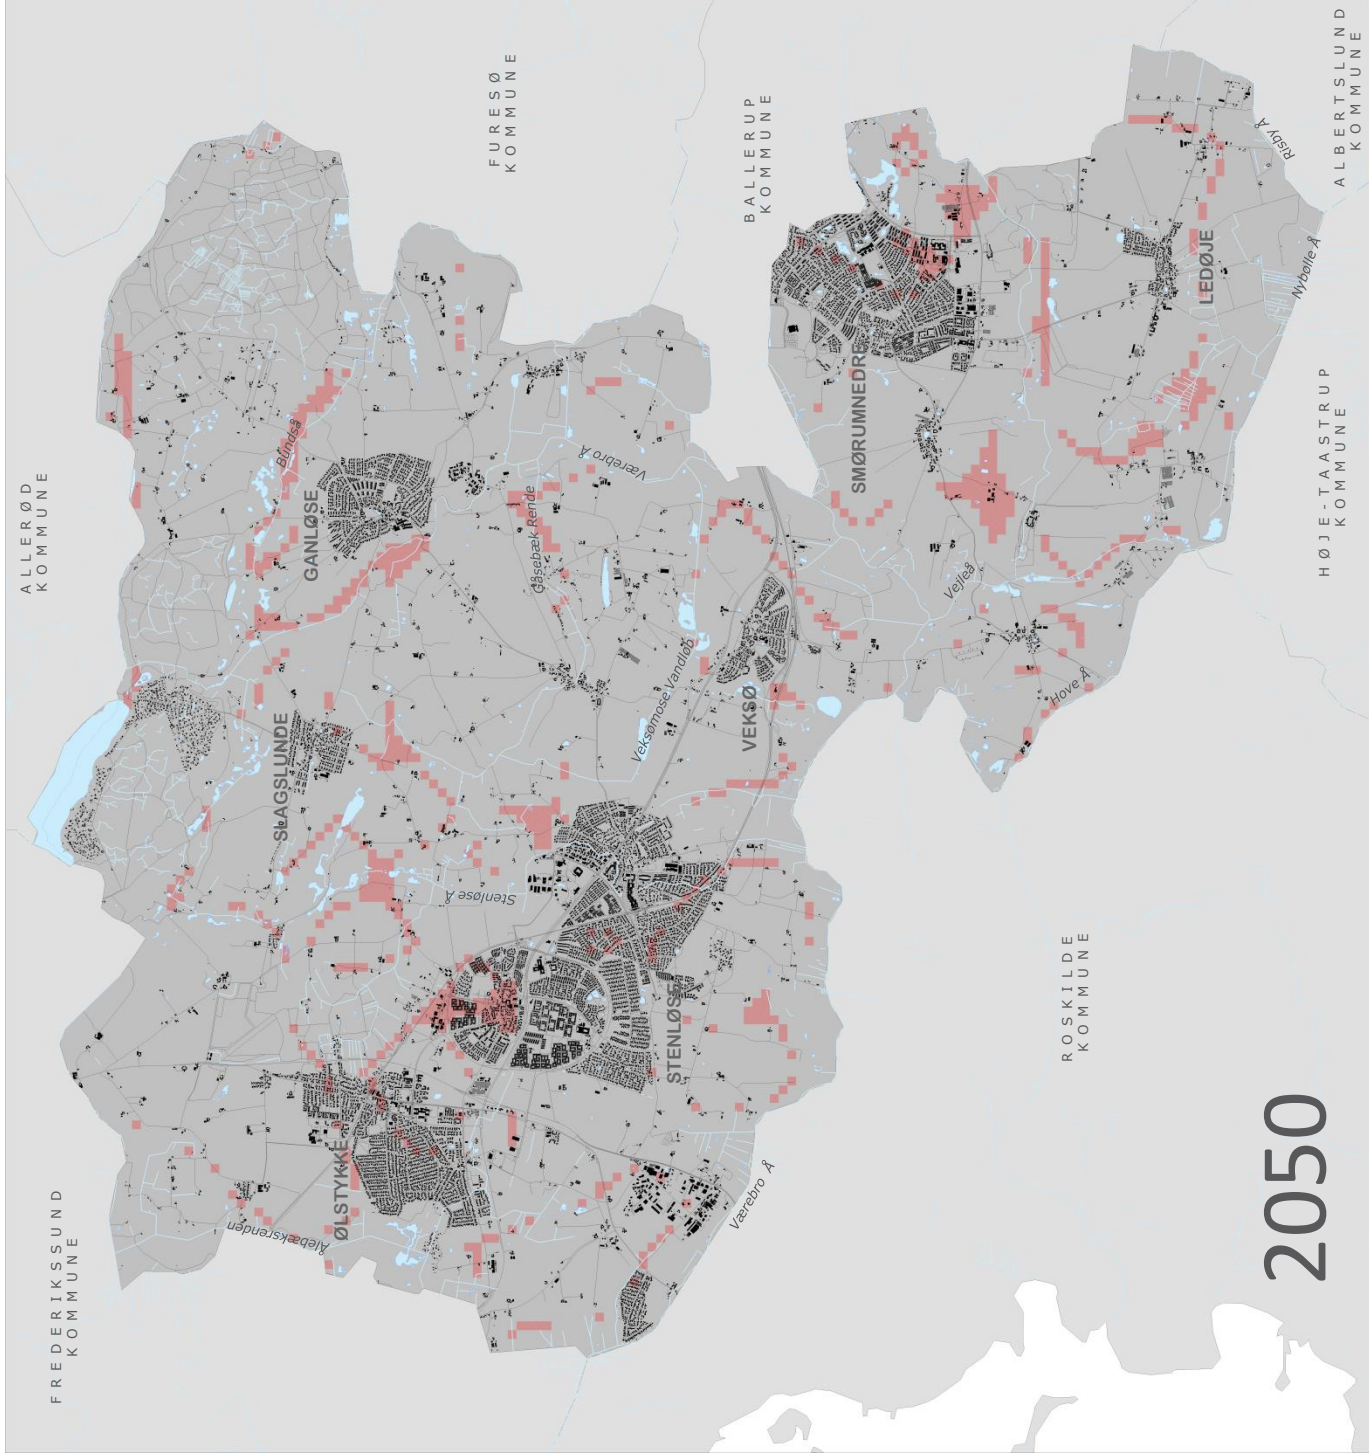 ALLERØD
KOMMUNE
FURESØ
KOMMUNE
BALLERUP
KOMMUNE
ALBERTSLUND
KOMMUNE
HØJE-TAASTRUP
KOMMUNE
ROSKILDE
KOMMUNE
FREDERIKSSUND
KOMMUNE
GANLØSE
SLAGSLUNDE
ØLSTYKKE
STENLØSE
VEKSØ
SMØRUMNEDRE
LEDØJE
Bundså
Værebro Å
Gåsebæk Rende
Veksømose Vandløb
Stenløse Å
Ålebæksrenden
Værebro Å
Vejleå
Hove Å
Nybølle Å
Risby Å
2050